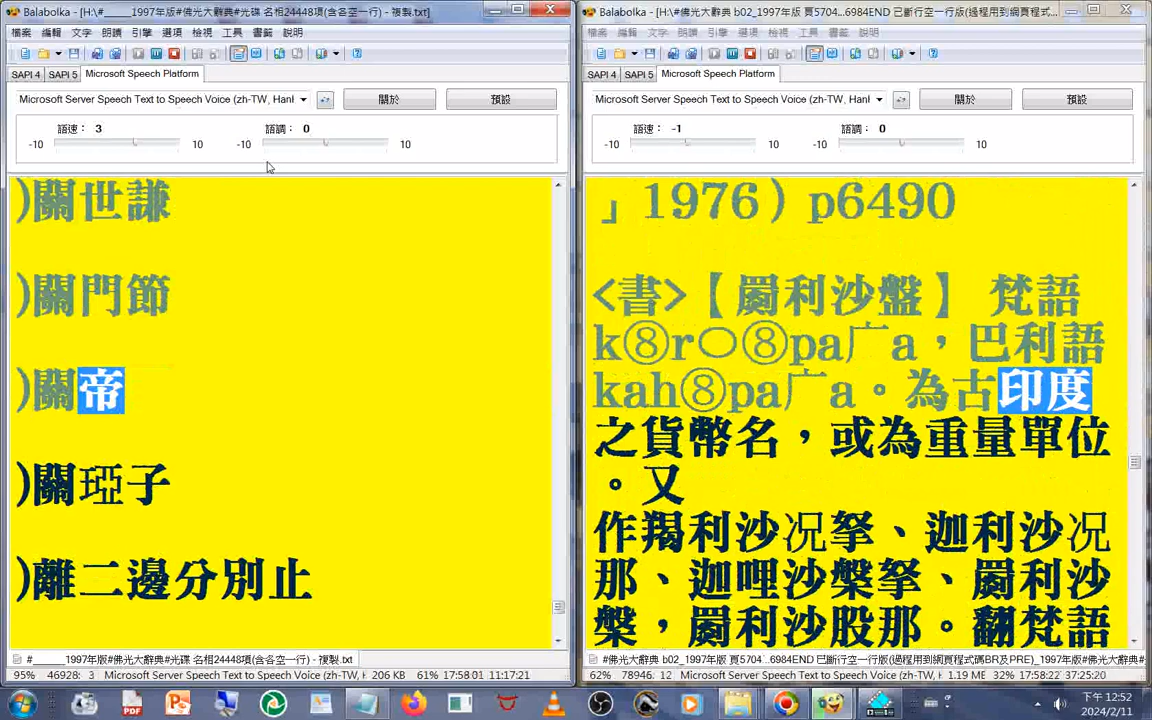 Balabolka - [H:\#_____1997年版#佛光大辭典#光碟 名相24448項(含各空一行) - 複製.txt]
檔案 編輯 文字 朗讀 引擎 選項 檢視 工具 書籤 說明
SAPI 4 SAPI 5 Microsoft Speech Platform
Microsoft Server Speech Text to Speech Voice (zh-TW, Hanl 關於 預設
語速： 3 語調： 0
-10 10 -10 10
)關世謙
)關門節
)關帝
)關瑿子
)離二邊分別止
#_____1997年版#佛光大辭典#光碟 名相24448項(含各空一行) - 複製.txt
95% 46928: 3 Microsoft Server Speech Text to Speech Voice (zh-TW, H 206 KB 61% 17:58:01 11:17:21
Balabolka - [H:\#佛光大辭典 b02_1997年版 頁5704...6984END 已斷行空一行版(過程用到網頁程式...
檔案 編輯 文字 朗讀 引擎 選項 檢視 工具 書籤 說明
SAPI 4 SAPI 5 Microsoft Speech Platform
Microsoft Server Speech Text to Speech Voice (zh-TW, Hanl 關於 預設
語速： -1 語調： 0
-10 10 -10 10
」1976）p6490
<書>【罽利沙盤】 梵語
k⑧r○⑧pa广a，巴利語
kah⑧pa广a。為古印度
之貨幣名，或為重量單位
。又
作羯利沙況拏、迦利沙況
那、迦哩沙槃拏、罽利沙
槃，罽利沙股那。翻梵語
#佛光大辭典 b02_1997年版 頁5704...6984END 已斷行空一行版(過程用到網頁程式碼BR及PRE)_1997年版#佛光大辭典#
62% 78946. 12 Microsoft Server Speech Text to Speech Voice (zh-TW, 1.19 ME 32% 17:58:22 37:25:20
下午 12:52
2024/2/11